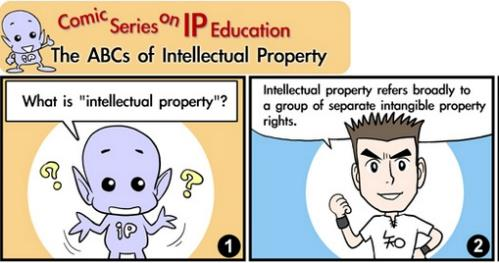 Comic Series on IP Education
The ABCs of Intellectual Property
What is "intellectual property"?
iP
1
Intellectual property refers broadly to
a group of separate intangible property
rights.
2